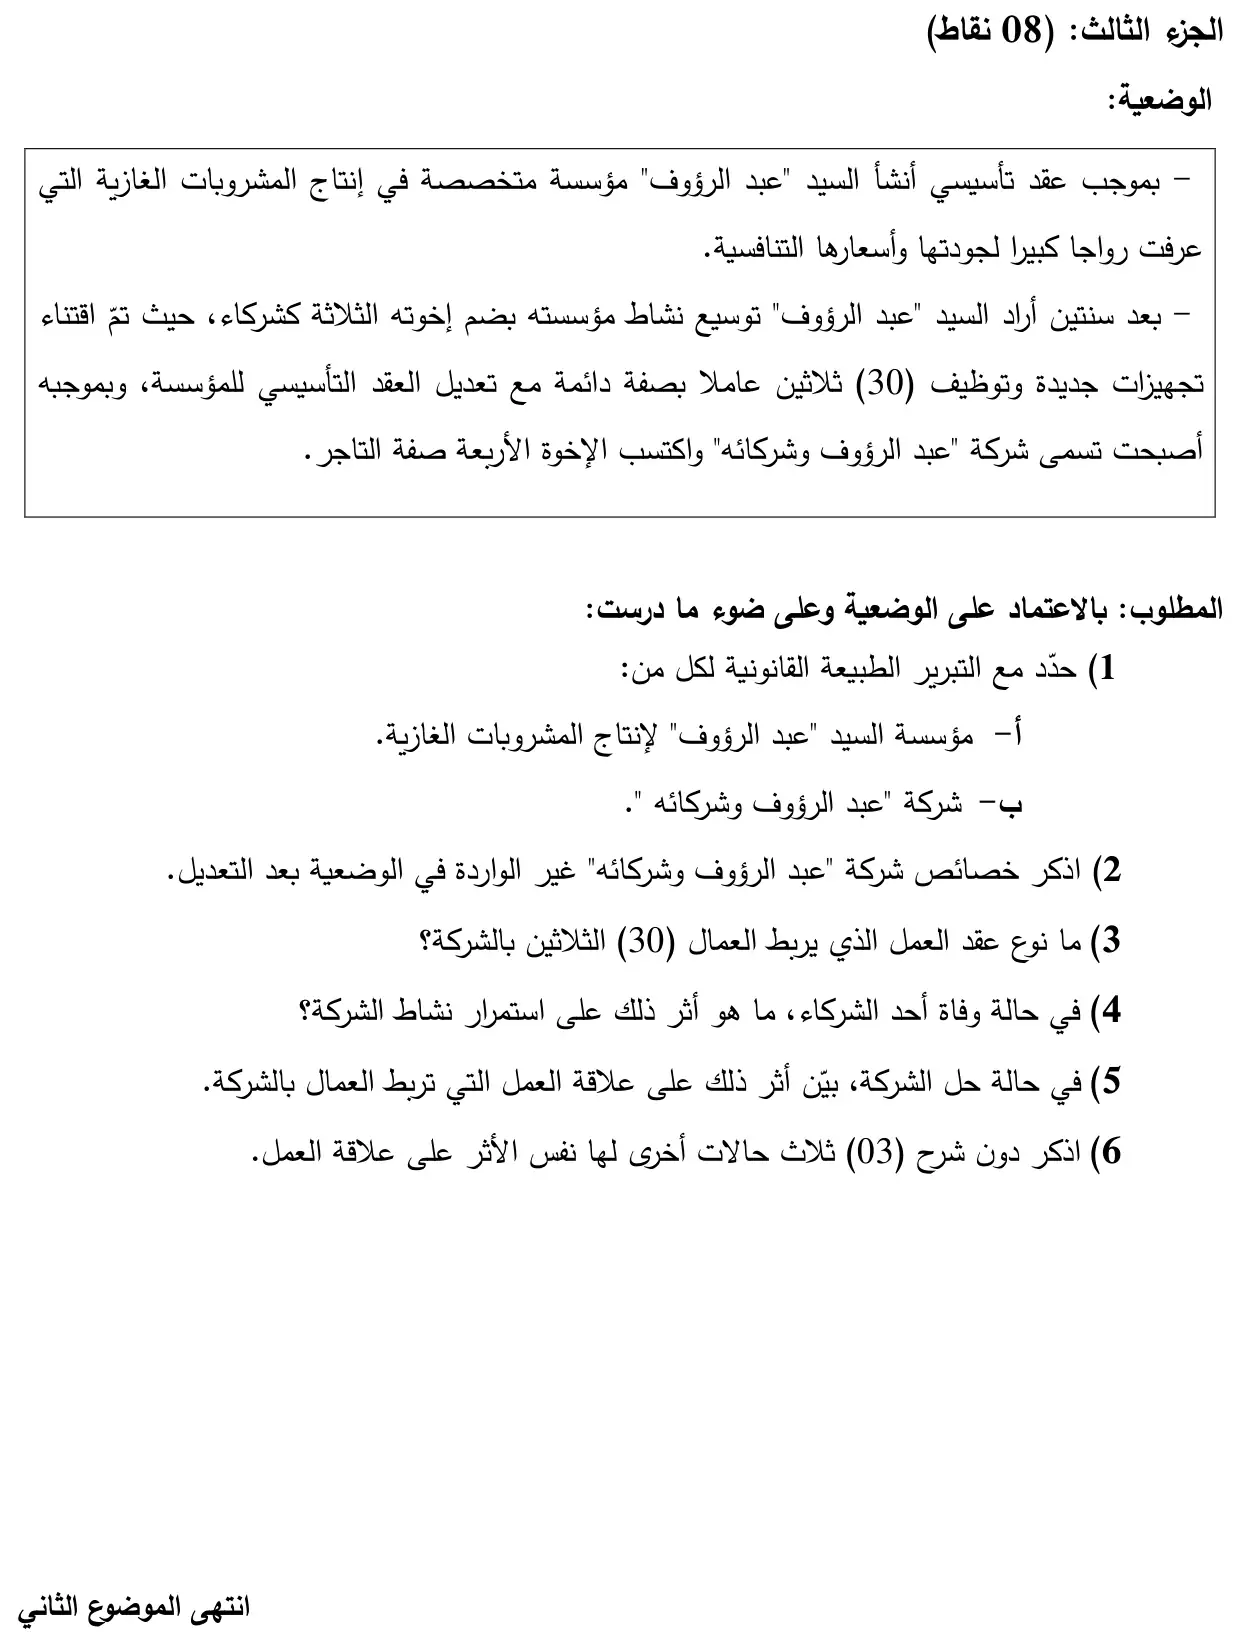 الجزء الثالث: (08 نقاط)
الوضعية:
– بموجب عقد تأسيسي أنشأ السيد "عبد الرؤوف" مؤسسة متخصصة في إنتاج المشروبات الغازية التي
عرفت رواجا كبيرا لجودتها وأسعارها التنافسية.
– بعد سنتين أراد السيد "عبد الرؤوف" توسيع نشاط مؤسسته بضم إخوته الثلاثة كشركاء، حيث تمّ اقتناء
تجهيزات جديدة وتوظيف (30) ثلاثين عاملا بصفة دائمة مع تعديل العقد التأسيسي للمؤسسة، وبموجبه
أصبحت تسمى شركة "عبد الرؤوف وشركائه" واكتسب الإخوة الأربعة صفة التاجر.
المطلوب: بالاعتماد على الوضعية وعلى ضوء ما درست:
1) حدّد مع التبرير الطبيعة القانونية لكل من:
أ– مؤسسة السيد "عبد الرؤوف" لإنتاج المشروبات الغازية.
ب– شركة "عبد الرؤوف وشركائه ".
2) اذكر خصائص شركة "عبد الرؤوف وشركائه" غير الواردة في الوضعية بعد التعديل.
3) ما نوع عقد العمل الذي يربط العمال (30) الثلاثين بالشركة؟
4) في حالة وفاة أحد الشركاء، ما هو أثر ذلك على استمرار نشاط الشركة؟
5) في حالة حل الشركة، بيّن أثر ذلك على علاقة العمل التي تربط العمال بالشركة.
6) اذكر دون شرح (03) ثلاث حالات أخرى لها نفس الأثر على علاقة العمل.
انتهى الموضوع الثاني